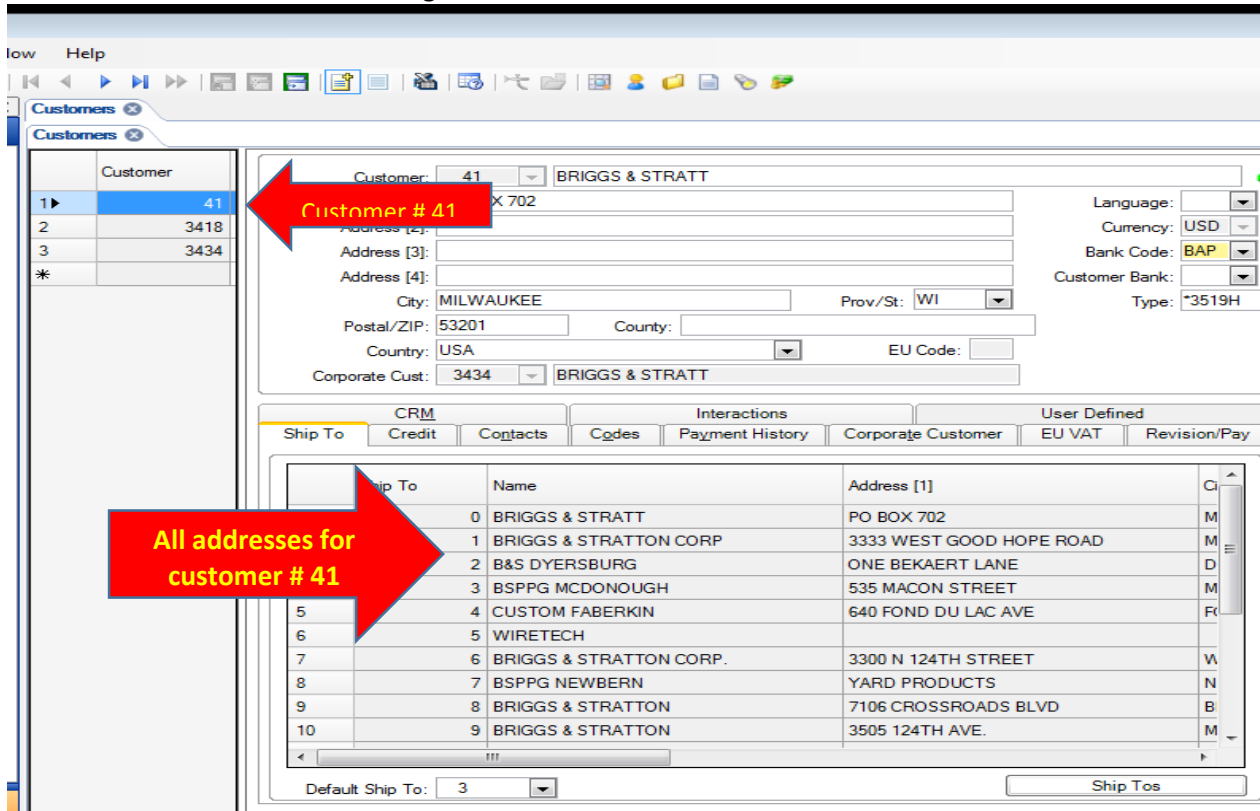 Help
Customers
Customers
Customer
1 41
2 3418
3 3434
*
Customer # 41
Customer: 41 BRIGGS & STRATT
X 702
Address [2]:
Address [3]:
Address [4]:
City: MILWAUKEE Prov/St: WI
Postal/ZIP: 53201 County:
Country: USA EU Code:
Corporate Cust: 3434 BRIGGS & STRATT
Language:
Currency: USD
Bank Code: BAP
Customer Bank:
Type: *3519H
CRM Interactions User Defined
Ship To Credit Contacts Codes Payment History Corporate Customer EU VAT Revision/Pay
Ship To Name Address [1]
0 BRIGGS & STRATT PO BOX 702 M
1 BRIGGS & STRATTON CORP 3333 WEST GOOD HOPE ROAD M
2 B&S DYERSBURG ONE BEKAERT LANE D
3 BSPPG MCDONOUGH 535 MACON STREET M
5 4 CUSTOM FABERKIN 640 FOND DU LAC AVE
6 5 WIRETECH
7 6 BRIGGS & STRATTON CORP. 3300 N 124TH STREET W
8 7 BSPPG NEWBERN YARD PRODUCTS N
9 8 BRIGGS & STRATTON 7106 CROSSROADS BLVD
10 9 BRIGGS & STRATTON 3505 124TH AVE. M
All addresses for
customer # 41
Default Ship To: 3 Ship Tos